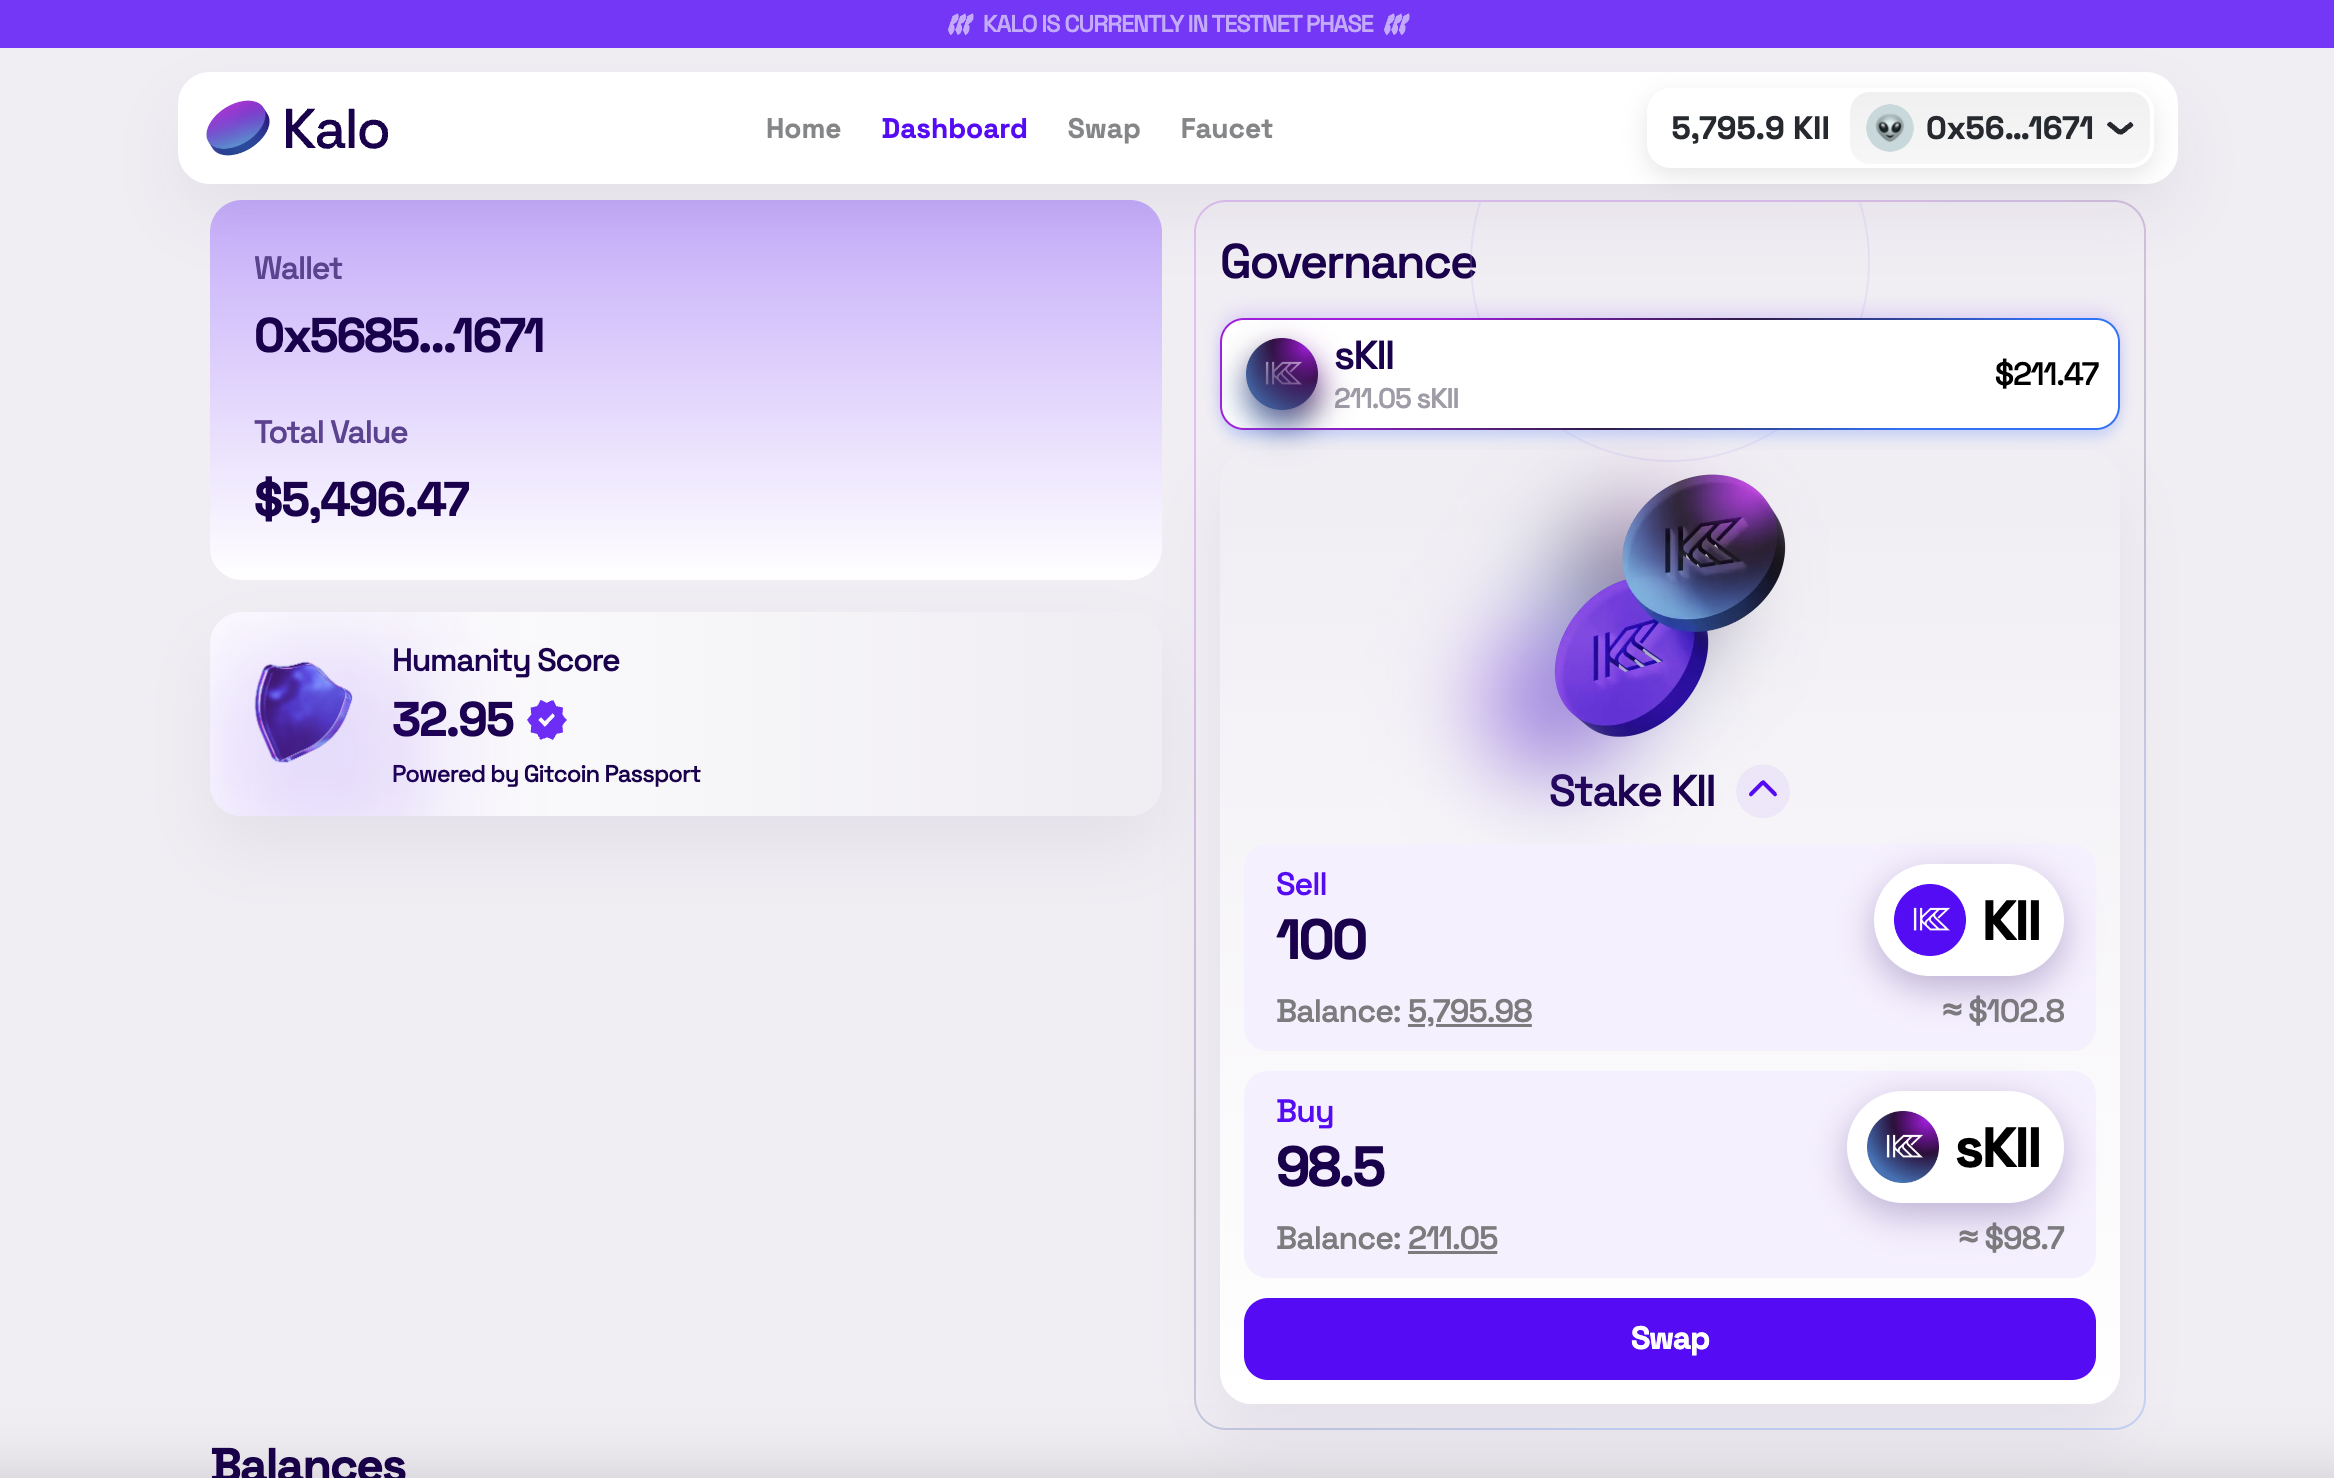 KALO IS CURRENTLY IN TESTNET PHASE
Kalo
Home
Dashboard
Swap
Faucet
5,795.9 KII
0x56...1671
Wallet
0x5685...1671
Total Value
$5,496.47
Humanity Score
32.95
Powered by Gitcoin Passport
Governance
sKII
211.05 sKII
$211.47
Stake KII
Sell
100
KII
Balance: 5,795.98
≈ $102.8
Buy
98.5
sKII
Balance: 211.05
≈ $98.7
Swap
Balances